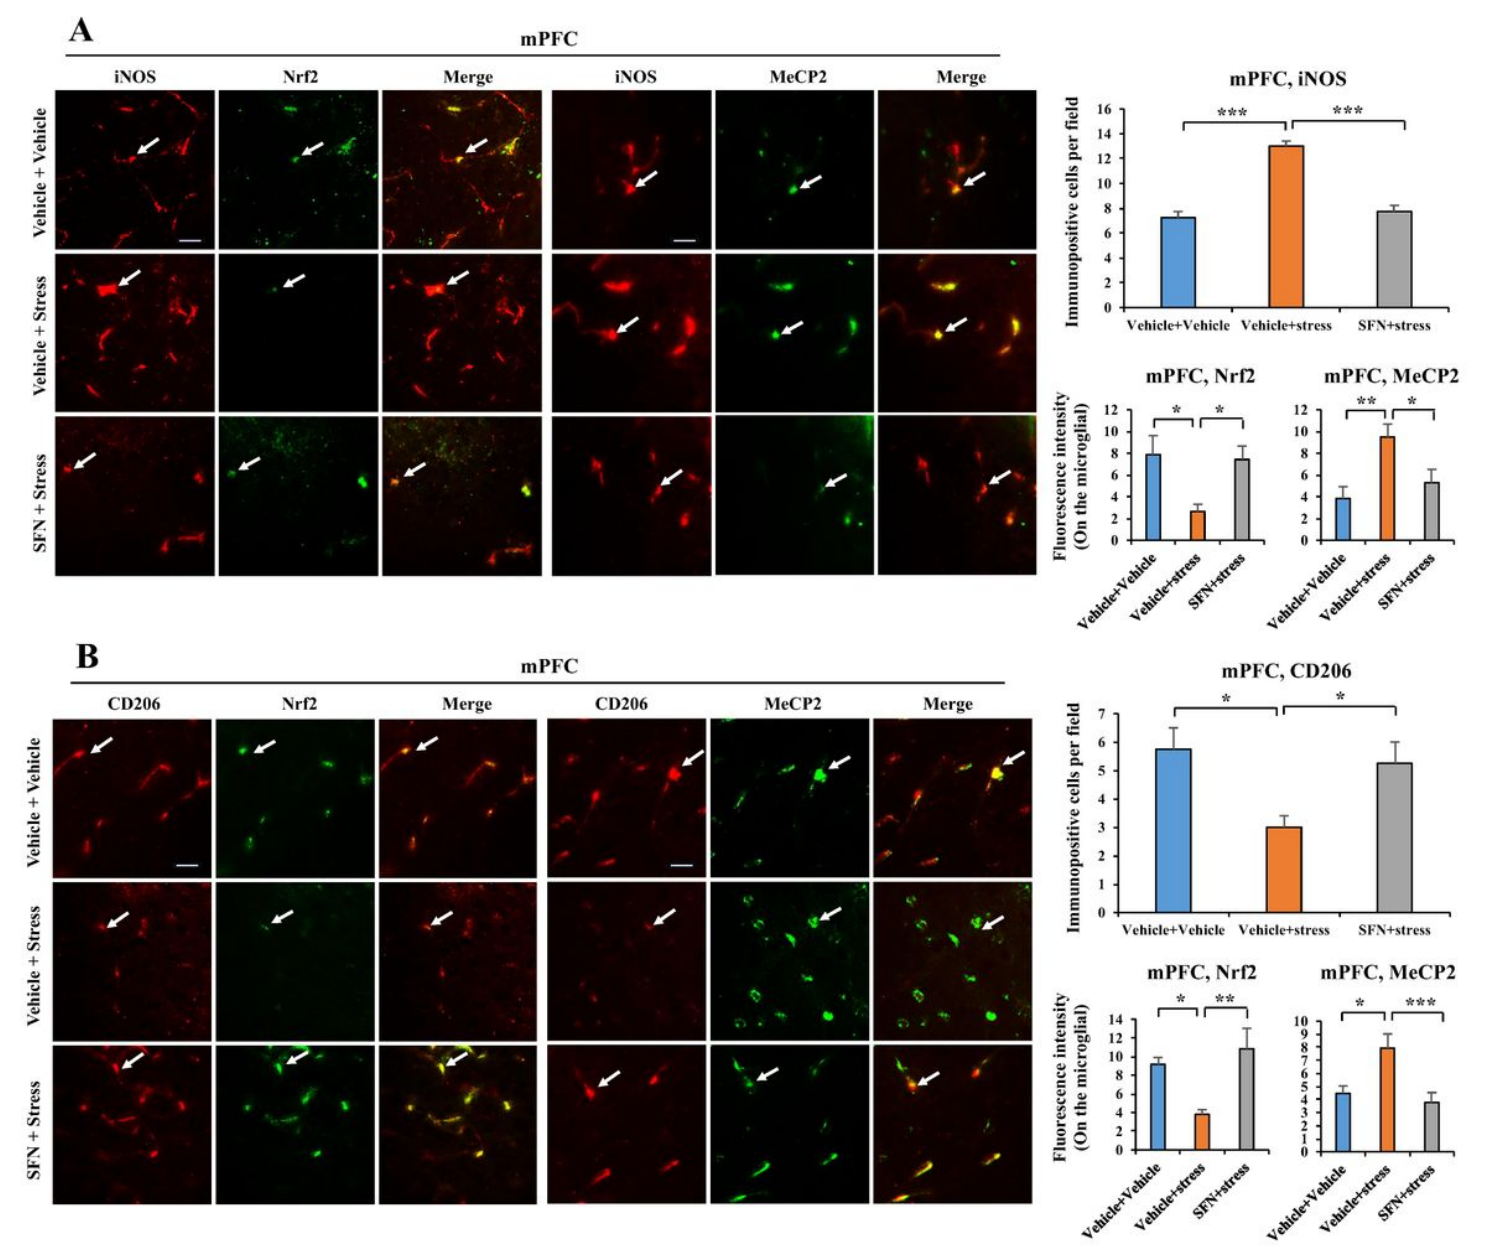 A
mPFC
iNOS Nrf2 Merge iNOS MeCP2 Merge
Vehicle + Vehicle
Vehicle + Stress
SFN + Stress
mPFC, iNOS
Immunopositive cells per field
16
14
12
10
8
6
4
2
0
*** ***
Vehicle+Vehicle Vehicle+stress SFN+stress
mPFC, Nrf2
Fluorescence intensity
(On the microglial)
12
10
8
6
4
2
0
* *
Vehicle+Vehicle
Vehicle+stress
SFN+stress
mPFC, MeCP2
12
10
8
6
4
2
0
** *
Vehicle+Vehicle
Vehicle+stress
SFN+stress
B
mPFC
CD206 Nrf2 Merge CD206 MeCP2 Merge
Vehicle + Vehicle
Vehicle + Stress
SFN + Stress
mPFC, CD206
Immunopositive cells per field
7
6
5
4
3
2
1
0
* *
Vehicle+Vehicle Vehicle+stress SFN+stress
mPFC, Nrf2
Fluorescence intensity
(On the microglial)
14
12
10
8
6
4
2
0
* **
Vehicle+Vehicle
Vehicle+stress
SFN+stress
mPFC, MeCP2
10
9
8
7
6
5
4
3
2
1
0
* ***
Vehicle+Vehicle
Vehicle+stress
SFN+stress